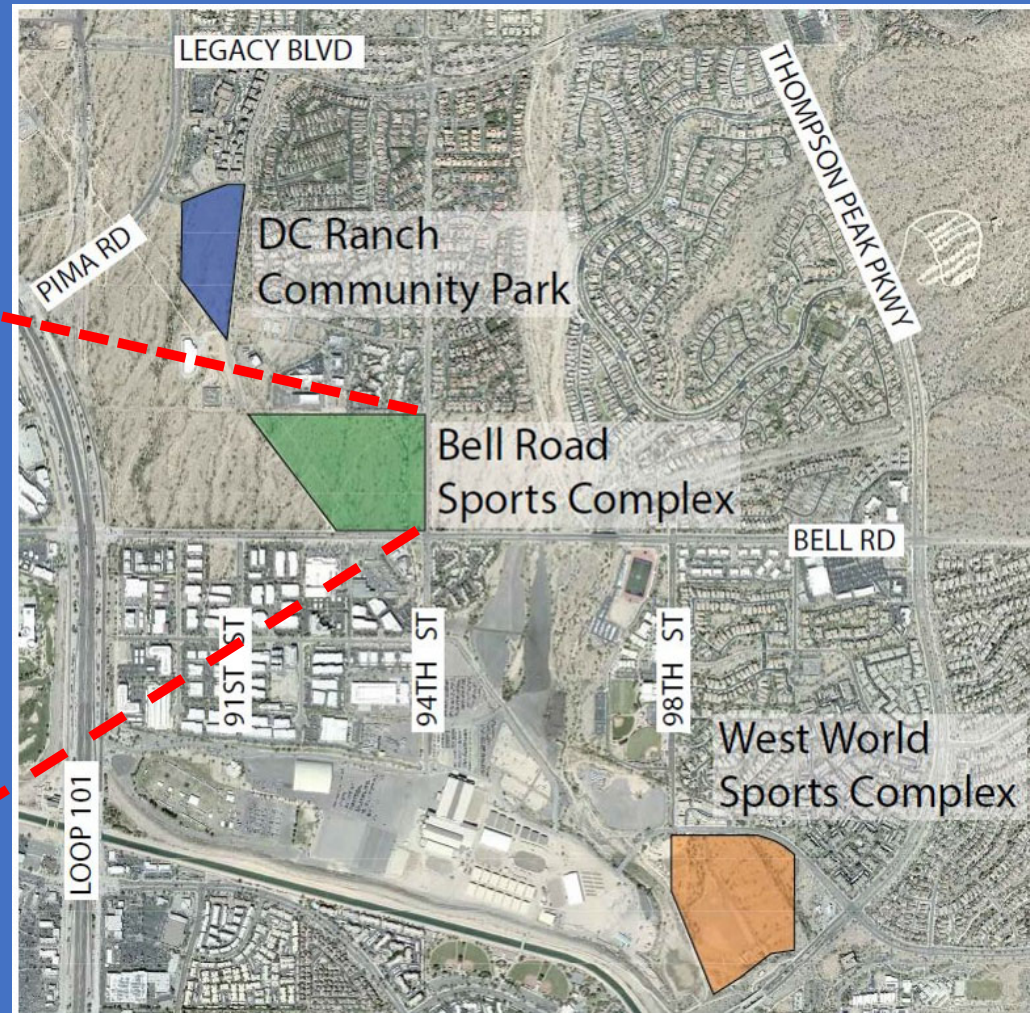 LEGACY BLVD
THOMPSON PEAK PKWY
PIMA RD
DC Ranch
Community Park
Bell Road
Sports Complex
BELL RD
91ST ST
94TH ST
98TH ST
West World
Sports Complex
LOOP 101